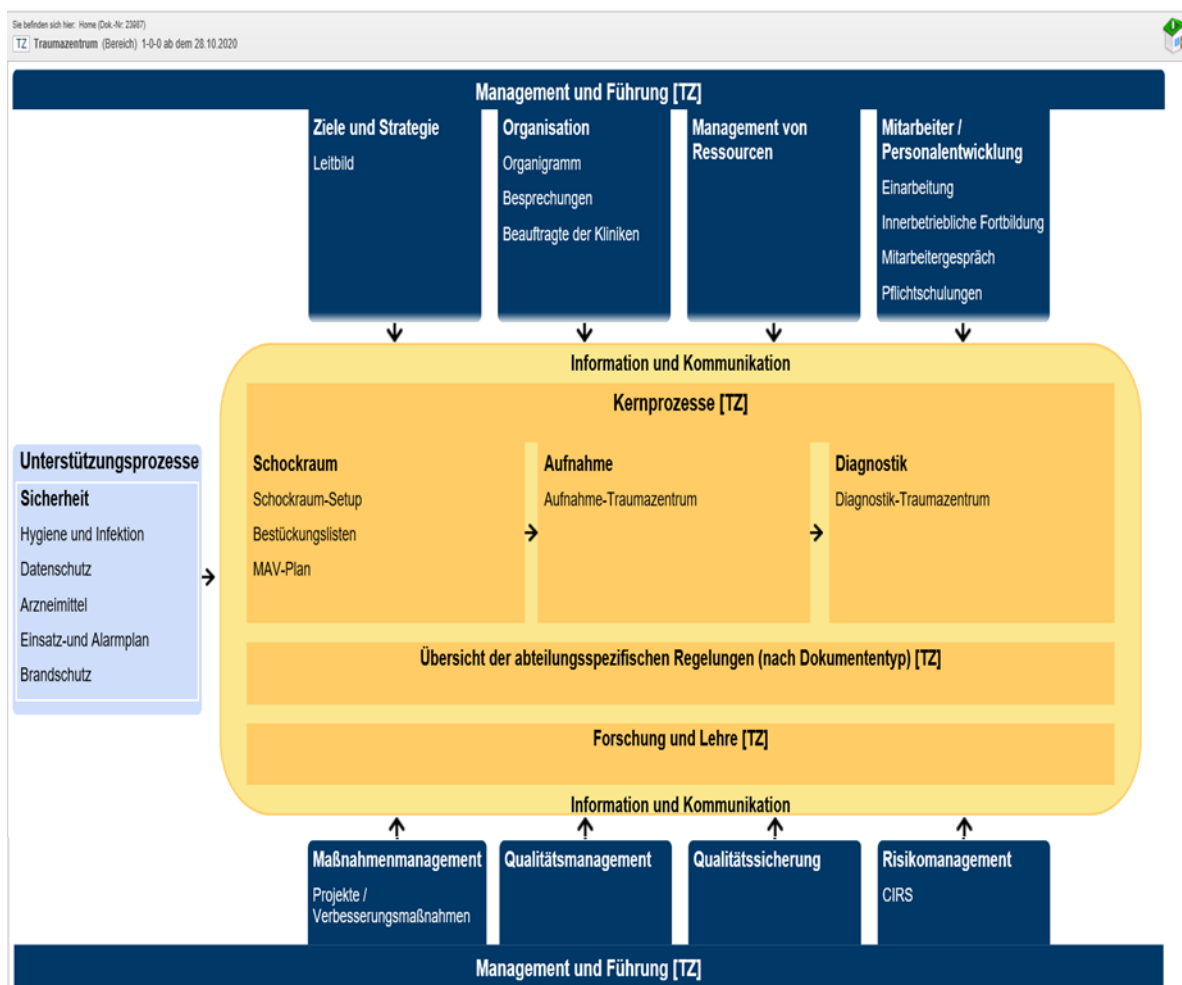 Sie befinden sich hier: Home (Dok.-Nr. 23987)
TZ Traumazentrum (Bereich) 1-0-0 ab dem 28.10.2020
Management und Führung [TZ]
Ziele und Strategie
Leitbild
Organisation
Organigramm
Besprechungen
Beauftragte der Kliniken
Management von
Ressourcen
Mitarbeiter /
Personalentwicklung
Einarbeitung
Innerbetriebliche Fortbildung
Mitarbeitergespräch
Pflichtschulungen
Information und Kommunikation
Kernprozesse [TZ]
Unterstützungsprozesse
Sicherheit
Hygiene und Infektion
Datenschutz
Arzneimittel
Einsatz-und Alarmplan
Brandschutz
Schockraum
Schockraum-Setup
Bestückungslisten
MAV-Plan
Aufnahme
Aufnahme-Traumazentrum
Diagnostik
Diagnostik-Traumazentrum
Übersicht der abteilungsspezifischen Regelungen (nach Dokumententyp) [TZ]
Forschung und Lehre [TZ]
Information und Kommunikation
Maßnahmenmanagement
Projekte /
Verbesserungsmaßnahmen
Qualitätsmanagement
Qualitätssicherung
Risikomanagement
CIRS
Management und Führung [TZ]